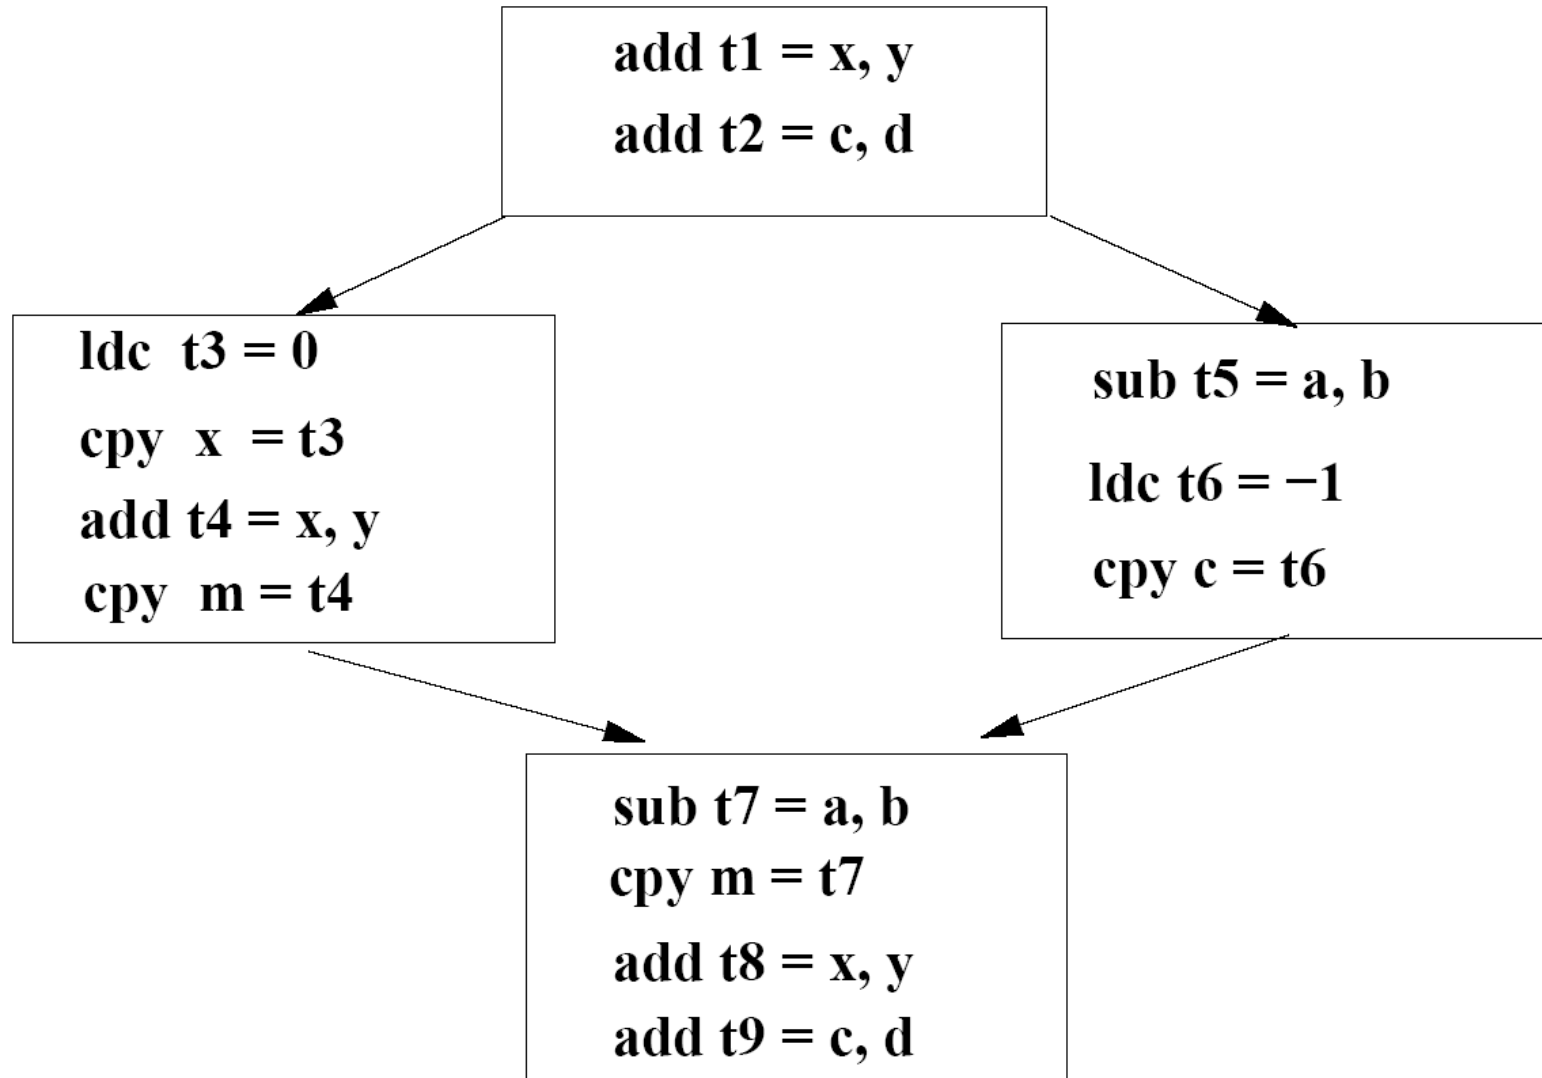 add t1 = x, y
add t2 = c, d
ldc t3 = 0
cpy x = t3
add t4 = x, y
cpy m = t4
sub t5 = a, b
ldc t6 = −1
cpy c = t6
sub t7 = a, b
cpy m = t7
add t8 = x, y
add t9 = c, d